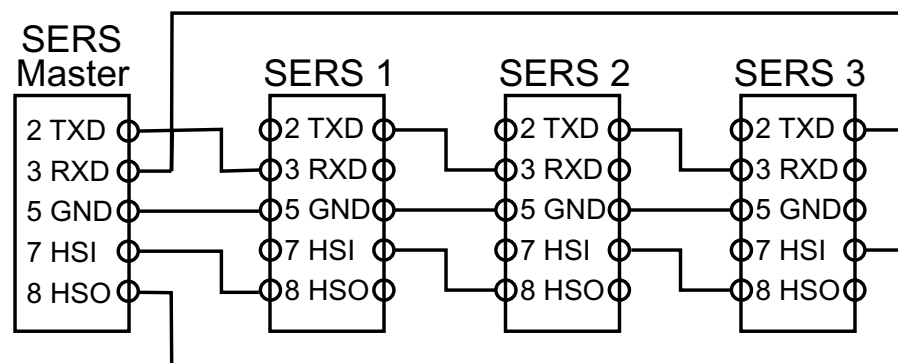 SERS
Master
2 TXD
3 RXD
5 GND
7 HSI
8 HSO
SERS 1
2 TXD
3 RXD
5 GND
7 HSI
8 HSO
SERS 2
2 TXD
3 RXD
5 GND
7 HSI
8 HSO
SERS 3
2 TXD
3 RXD
5 GND
7 HSI
8 HSO